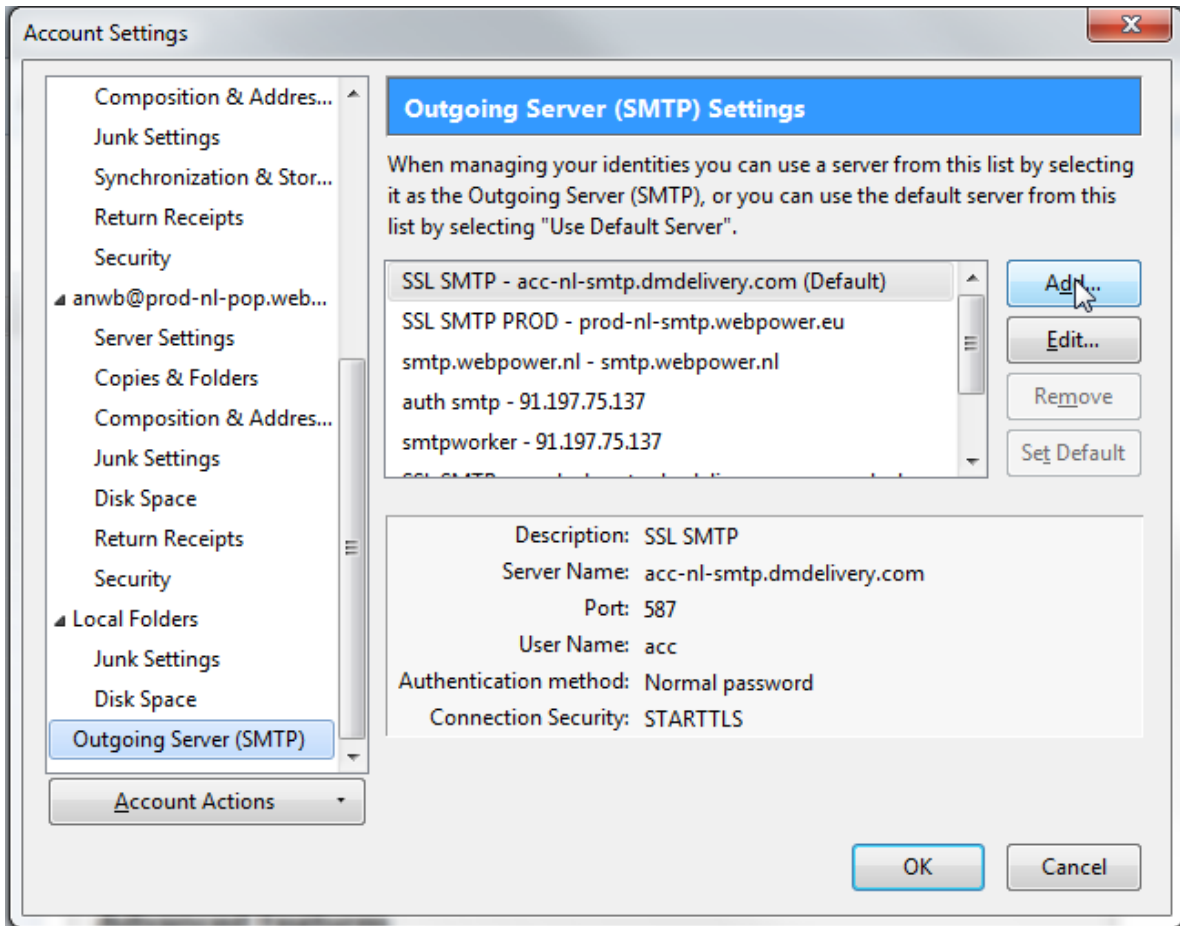 Account Settings
Composition & Addres...
Junk Settings
Synchronization & Stor...
Return Receipts
Security
anwb@prod-nl-pop.web...
Server Settings
Copies & Folders
Composition & Addres...
Junk Settings
Disk Space
Return Receipts
Security
Local Folders
Junk Settings
Disk Space
Outgoing Server (SMTP)
Account Actions
Outgoing Server (SMTP) Settings
When managing your identities you can use a server from this list by selecting
it as the Outgoing Server (SMTP), or you can use the default server from this
list by selecting "Use Default Server".
SSL SMTP - acc-nl-smtp.dmdelivery.com (Default)
SSL SMTP PROD - prod-nl-smtp.webpower.eu
smtp.webpower.nl - smtp.webpower.nl
auth smtp - 91.197.75.137
smtpworker - 91.197.75.137
Add...
Edit...
Remove
Set Default
Description: SSL SMTP
Server Name: acc-nl-smtp.dmdelivery.com
Port: 587
User Name: acc
Authentication method: Normal password
Connection Security: STARTTLS
OK
Cancel